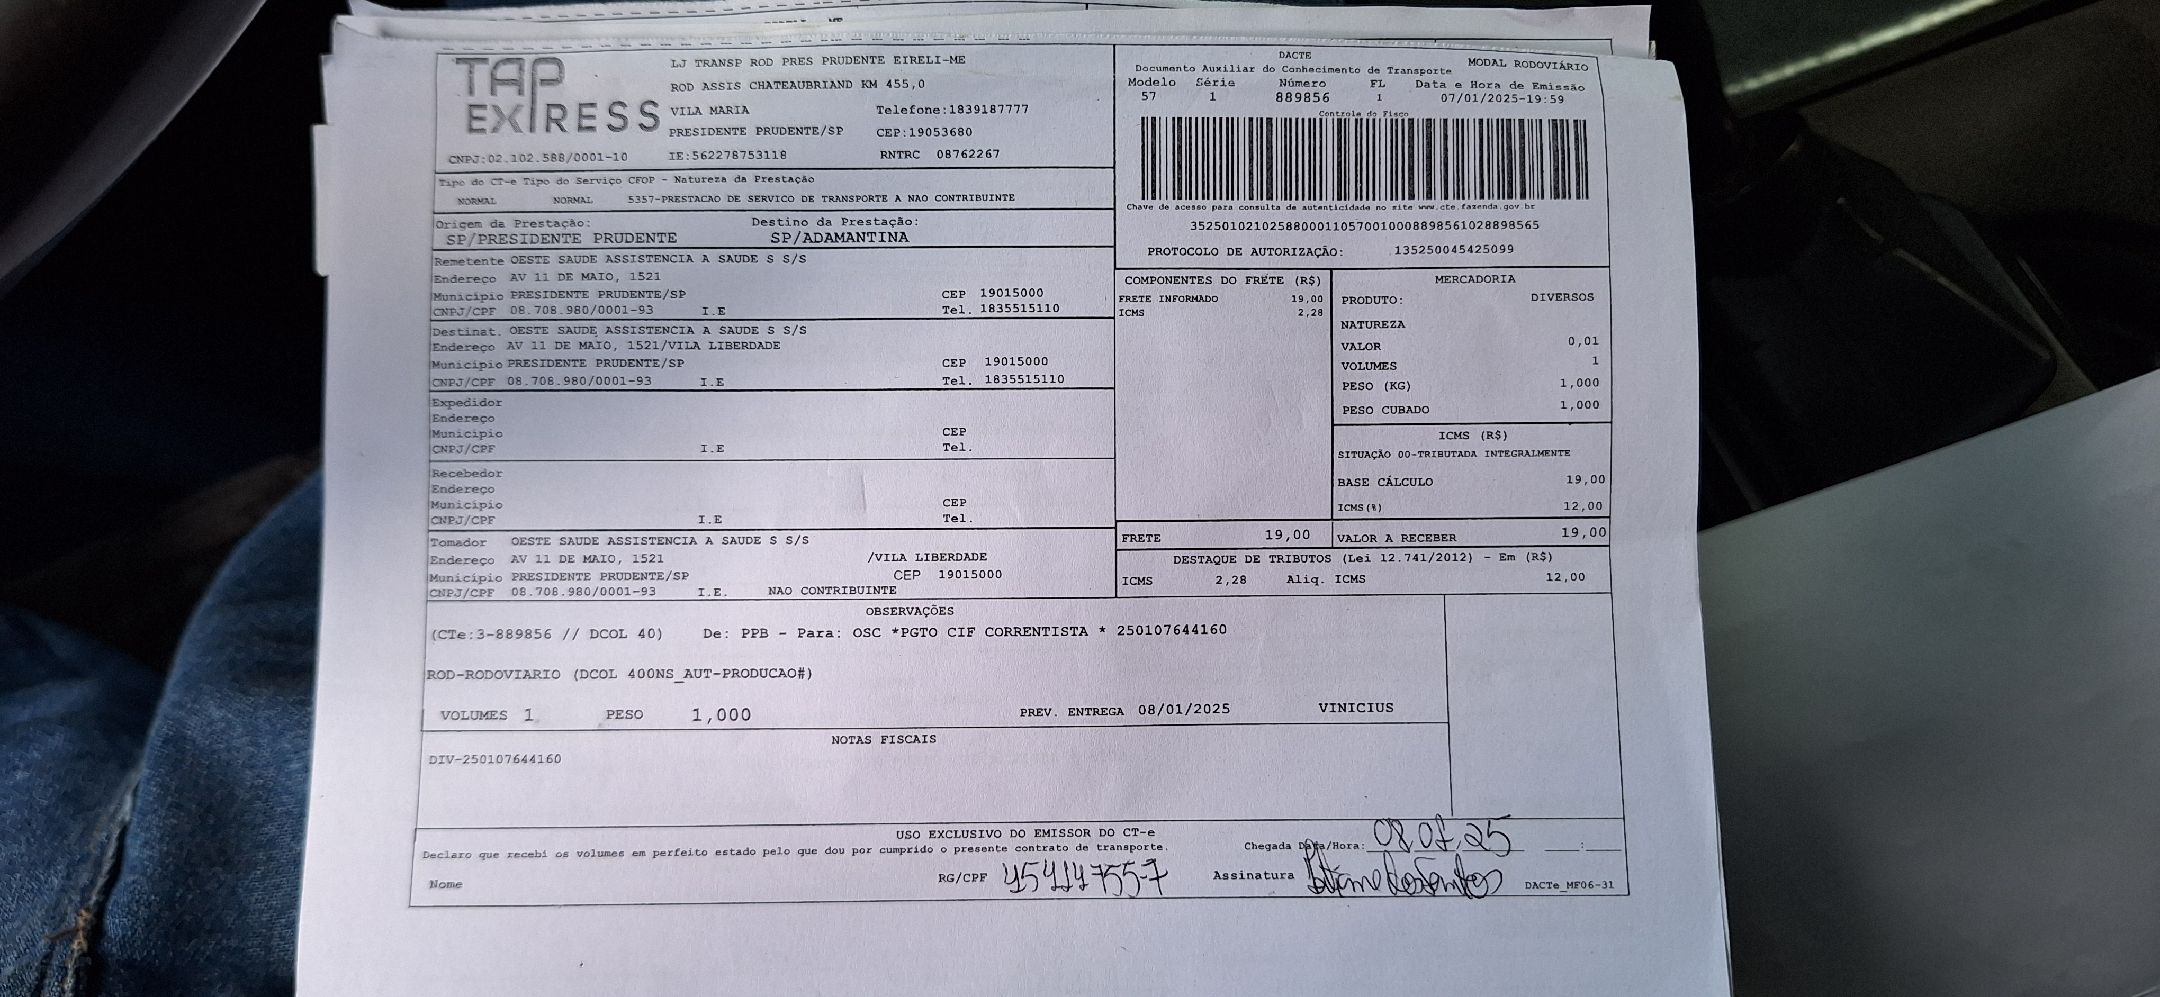 TAP
EXPRESS
CNPJ:02.102.588/0001-10
LJ TRANSP ROD PRES PRUDENTE EIRELI-ME
ROD ASSIS CHATEAUBRIAND KM 455,0
VILA MARIA Telefone:1839187777
PRESIDENTE PRUDENTE/SP CEP:19053680
IE:562278753118 RNTRC 08762267
DACTE
Documento Auxiliar do Conhecimento de Transporte MODAL RODOVIÁRIO
Modelo Série Número FL Data e Hora de Emissão
57 1 889856 1 07/01/2025-19:59
Controle do Fisco
Chave de acesso para consulta de autenticidade no site www.cte.fazenda.gov.br
35250102102588000110570010008898561028898565
PROTOCOLO DE AUTORIZAÇÃO: 135250045425099
Tipo do CT-e Tipo do Serviço CFOP - Natureza da Prestação
NORMAL NORMAL 5357-PRESTACAO DE SERVICO DE TRANSPORTE A NAO CONTRIBUINTE
Origem da Prestação: Destino da Prestação:
SP/PRESIDENTE PRUDENTE SP/ADAMANTINA
Remetente OESTE SAUDE ASSISTENCIA A SAUDE S S/S
Endereço AV 11 DE MAIO, 1521
Município PRESIDENTE PRUDENTE/SP CEP 19015000
CNPJ/CPF 08.708.980/0001-93 I.E Tel. 1835515110
Destinat. OESTE SAUDE ASSISTENCIA A SAUDE S S/S
Endereço AV 11 DE MAIO, 1521/VILA LIBERDADE
Município PRESIDENTE PRUDENTE/SP CEP 19015000
CNPJ/CPF 08.708.980/0001-93 I.E Tel. 1835515110
Expedidor
Endereço
Município CEP
CNPJ/CPF I.E Tel.
Recebedor
Endereço
Município CEP
CNPJ/CPF I.E Tel.
Tomador OESTE SAUDE ASSISTENCIA A SAUDE S S/S
Endereço AV 11 DE MAIO, 1521 /VILA LIBERDADE
Município PRESIDENTE PRUDENTE/SP CEP 19015000
CNPJ/CPF 08.708.980/0001-93 I.E. NAO CONTRIBUINTE
COMPONENTES DO FRETE (R$)
FRETE INFORMADO 19,00
ICMS 2,28
FRETE 19,00
MERCADORIA
PRODUTO: DIVERSOS
NATUREZA
VALOR 0,01
VOLUMES 1
PESO (KG) 1,000
PESO CUBADO 1,000
ICMS (R$)
SITUAÇÃO 00-TRIBUTADA INTEGRALMENTE
BASE CÁLCULO 19,00
ICMS(%) 12,00
VALOR A RECEBER 19,00
DESTAQUE DE TRIBUTOS (Lei 12.741/2012) - Em (R$)
ICMS 2,28 Aliq. ICMS 12,00
OBSERVAÇÕES
(CTe:3-889856 // DCOL 40) De: PPB - Para: OSC *PGTO CIF CORRENTISTA * 250107644160
ROD-RODOVIARIO (DCOL 400NS_AUT-PRODUCAO#)
VOLUMES 1 PESO 1,000 PREV. ENTREGA 08/01/2025 VINICIUS
NOTAS FISCAIS
DIV-250107644160
USO EXCLUSIVO DO EMISSOR DO CT-e
Declaro que recebi os volumes em perfeito estado pelo que dou por cumprido o presente contrato de transporte.
Chegada Data/Hora: 08.01.25 :
Nome RG/CPF 454147557 Assinatura
DACTe_MF06-31